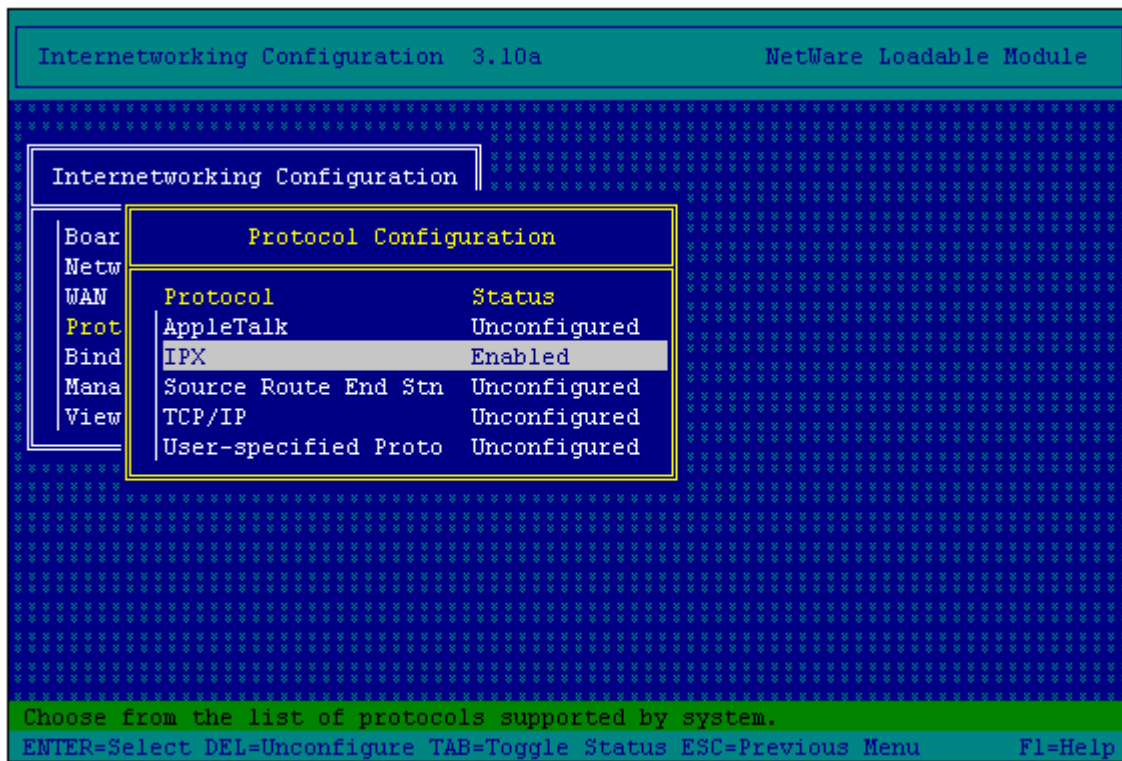 Internetworking Configuration 3.10a NetWare Loadable Module
Internetworking Configuration
Boar
Netw
WAN
Prot
Bind
Mana
View
Protocol Configuration
Protocol Status
AppleTalk Unconfigured
IPX Enabled
Source Route End Stn Unconfigured
TCP/IP Unconfigured
User-specified Proto Unconfigured
Choose from the list of protocols supported by system.
ENTER=Select DEL=Unconfigure TAB=Toggle Status ESC=Previous Menu F1=Help